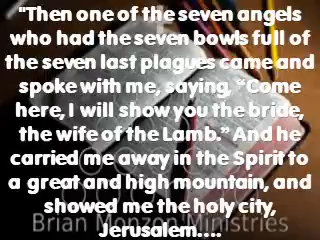 "Then one of the seven angels
who had the seven bowls full of
the seven last plagues came and
spoke with me, saying, “Come
here, I will show you the bride,
the wife of the Lamb.” And he
carried me away in the Spirit to
a great and high mountain, and
showed me the holy city,
Brian Monzon Ministries
Jerusalem....